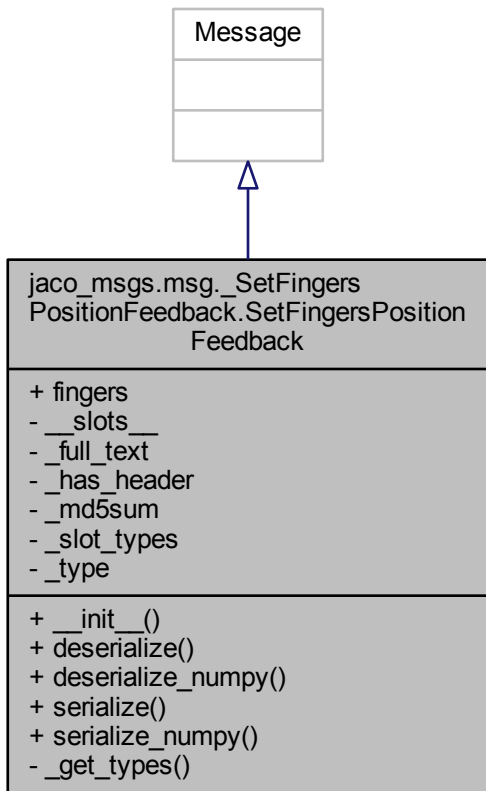 Message
jaco_msgs.msg._SetFingers
PositionFeedback.SetFingersPosition
Feedback
+ fingers
- __slots__
- _full_text
- _has_header
- _md5sum
- _slot_types
- _type
+ __init__()
+ deserialize()
+ deserialize_numpy()
+ serialize()
+ serialize_numpy()
- _get_types()